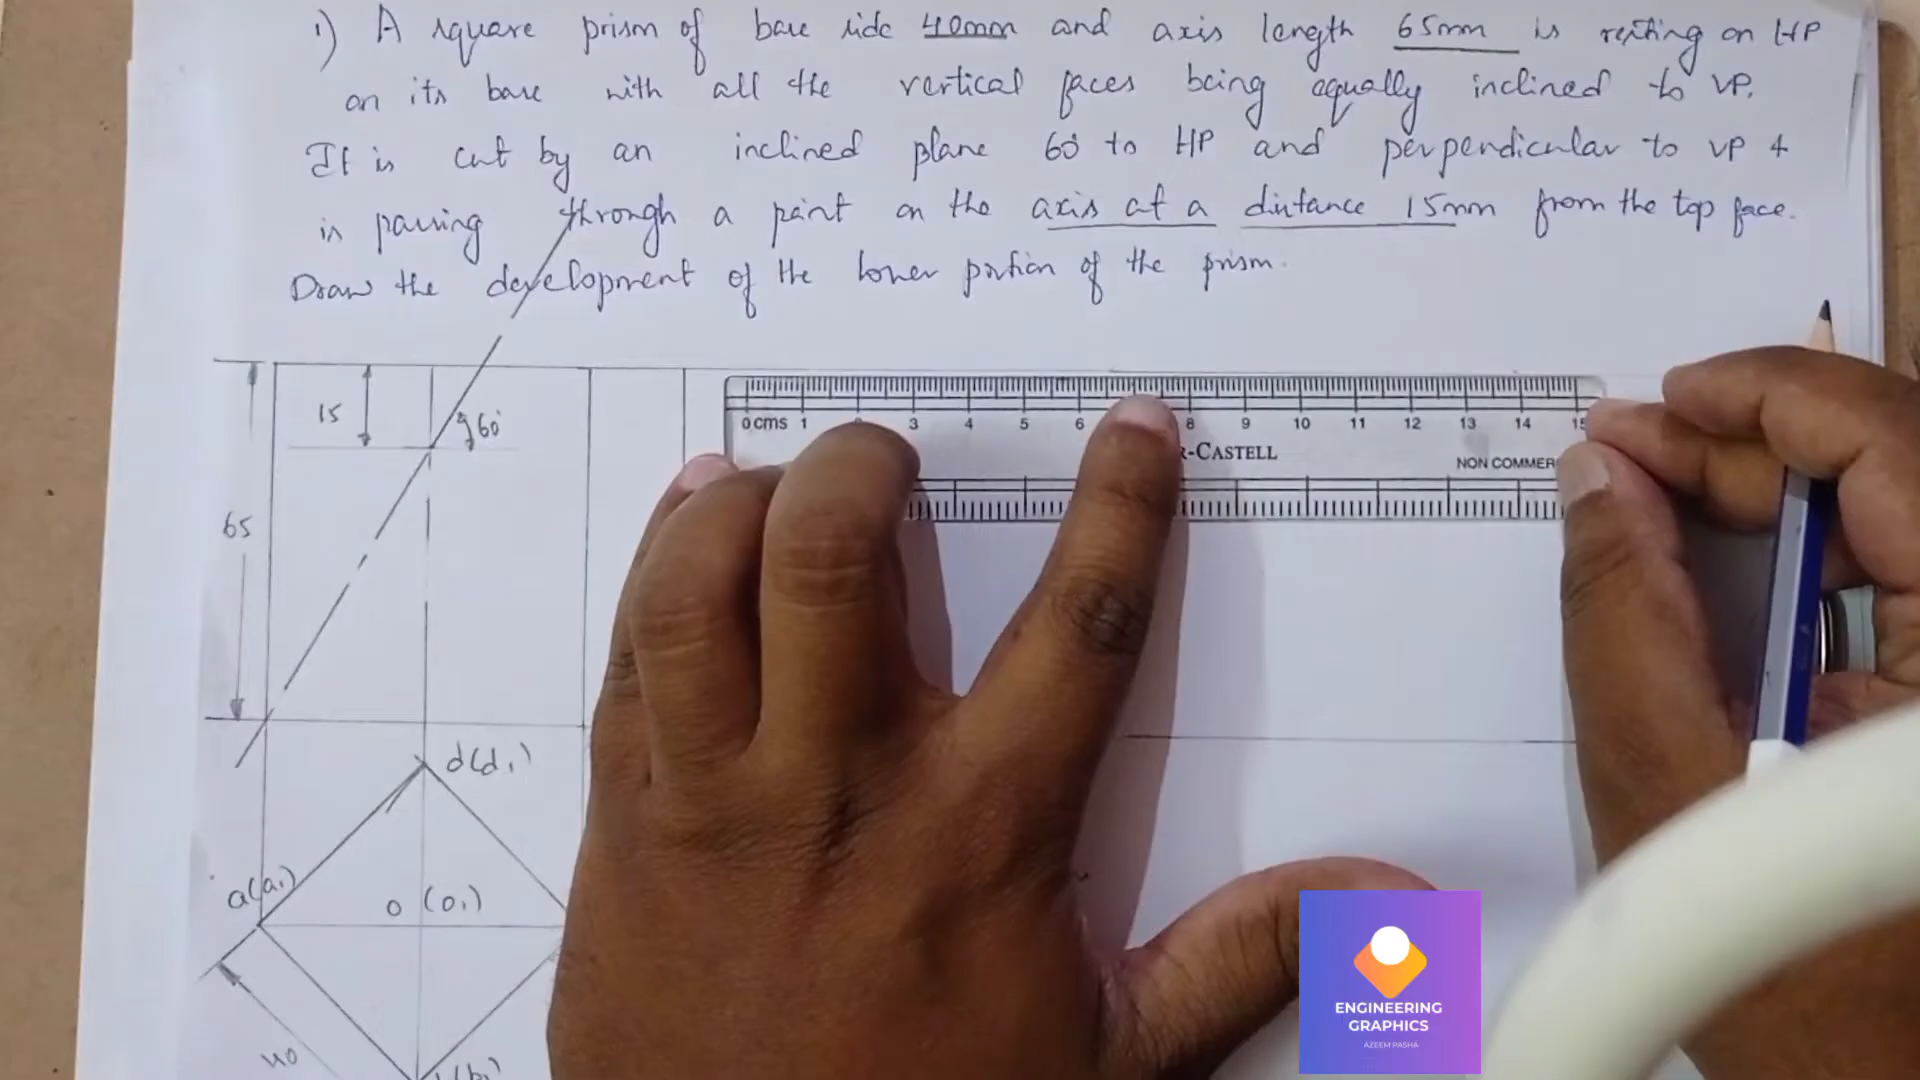 1) A square prism of base side 40mm and axis length 65mm is resting on HP
on its base with all the vertical faces being equally inclined to VP.
It is cut by an inclined plane 60° to HP and perpendicular to VP &
is passing through a point on the axis at a distance 15mm from the top face.
Draw the development of the lower portion of the prism.
15
60°
65
0 cms 1 3 4 5 6 8 9 10 11 12 13 14 15
R-CASTELL
NON COMMER
d(d₁)
a(a₁)
o (o₁)
40
(b₁)
ENGINEERING
GRAPHICS
AZEEM PASHA